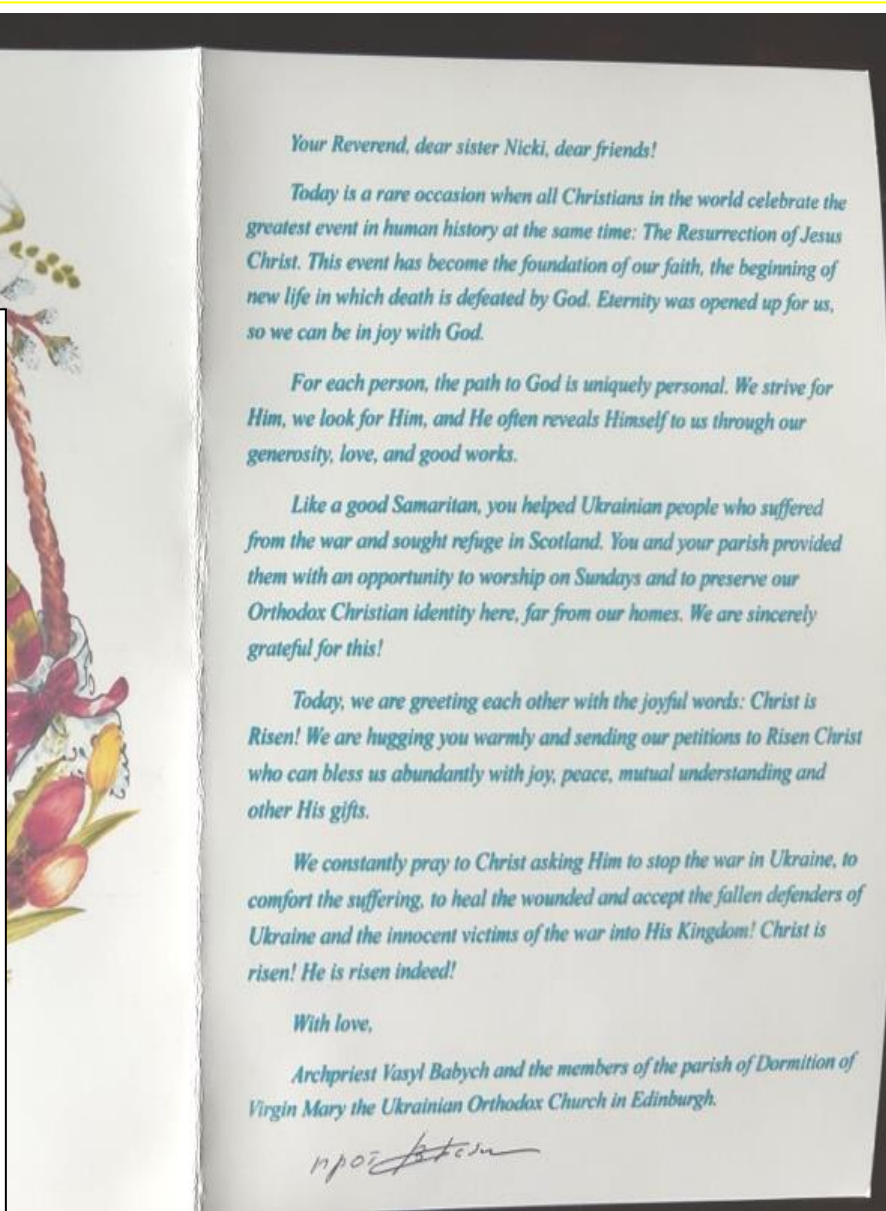 Your Reverend, dear sister Nicki, dear friends!
Today is a rare occasion when all Christians in the world celebrate the
greatest event in human history at the same time: The Resurrection of Jesus
Christ. This event has become the foundation of our faith, the beginning of
new life in which death is defeated by God. Eternity was opened up for us,
so we can be in joy with God.
For each person, the path to God is uniquely personal. We strive for
Him, we look for Him, and He often reveals Himself to us through our
generosity, love, and good works.
Like a good Samaritan, you helped Ukrainian people who suffered
from the war and sought refuge in Scotland. You and your parish provided
them with an opportunity to worship on Sundays and to preserve our
Orthodox Christian identity here, far from our homes. We are sincerely
grateful for this!
Today, we are greeting each other with the joyful words: Christ is
Risen! We are hugging you warmly and sending our petitions to Risen Christ
who can bless us abundantly with joy, peace, mutual understanding and
other His gifts.
We constantly pray to Christ asking Him to stop the war in Ukraine, to
comfort the suffering, to heal the wounded and accept the fallen defenders of
Ukraine and the innocent victims of the war into His Kingdom! Christ is
risen! He is risen indeed!
With love,
Archpriest Vasyl Babych and the members of the parish of Dormition of
Virgin Mary the Ukrainian Orthodox Church in Edinburgh.